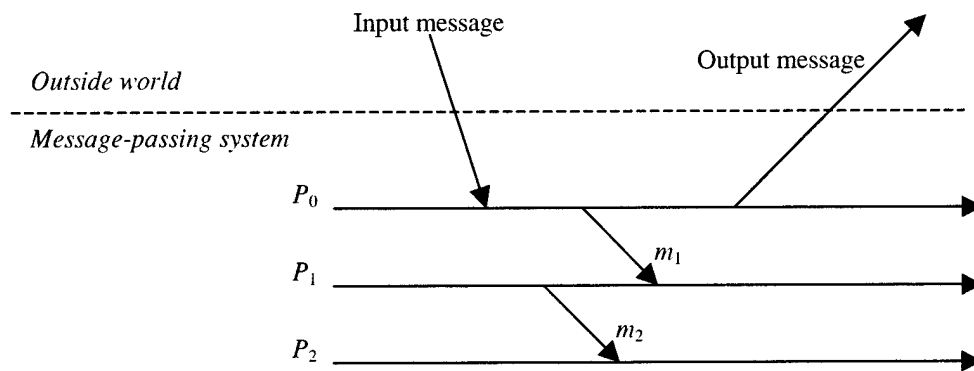 Input message
Output message
Outside world
Message-passing system
P0
m1
P1
m2
P2